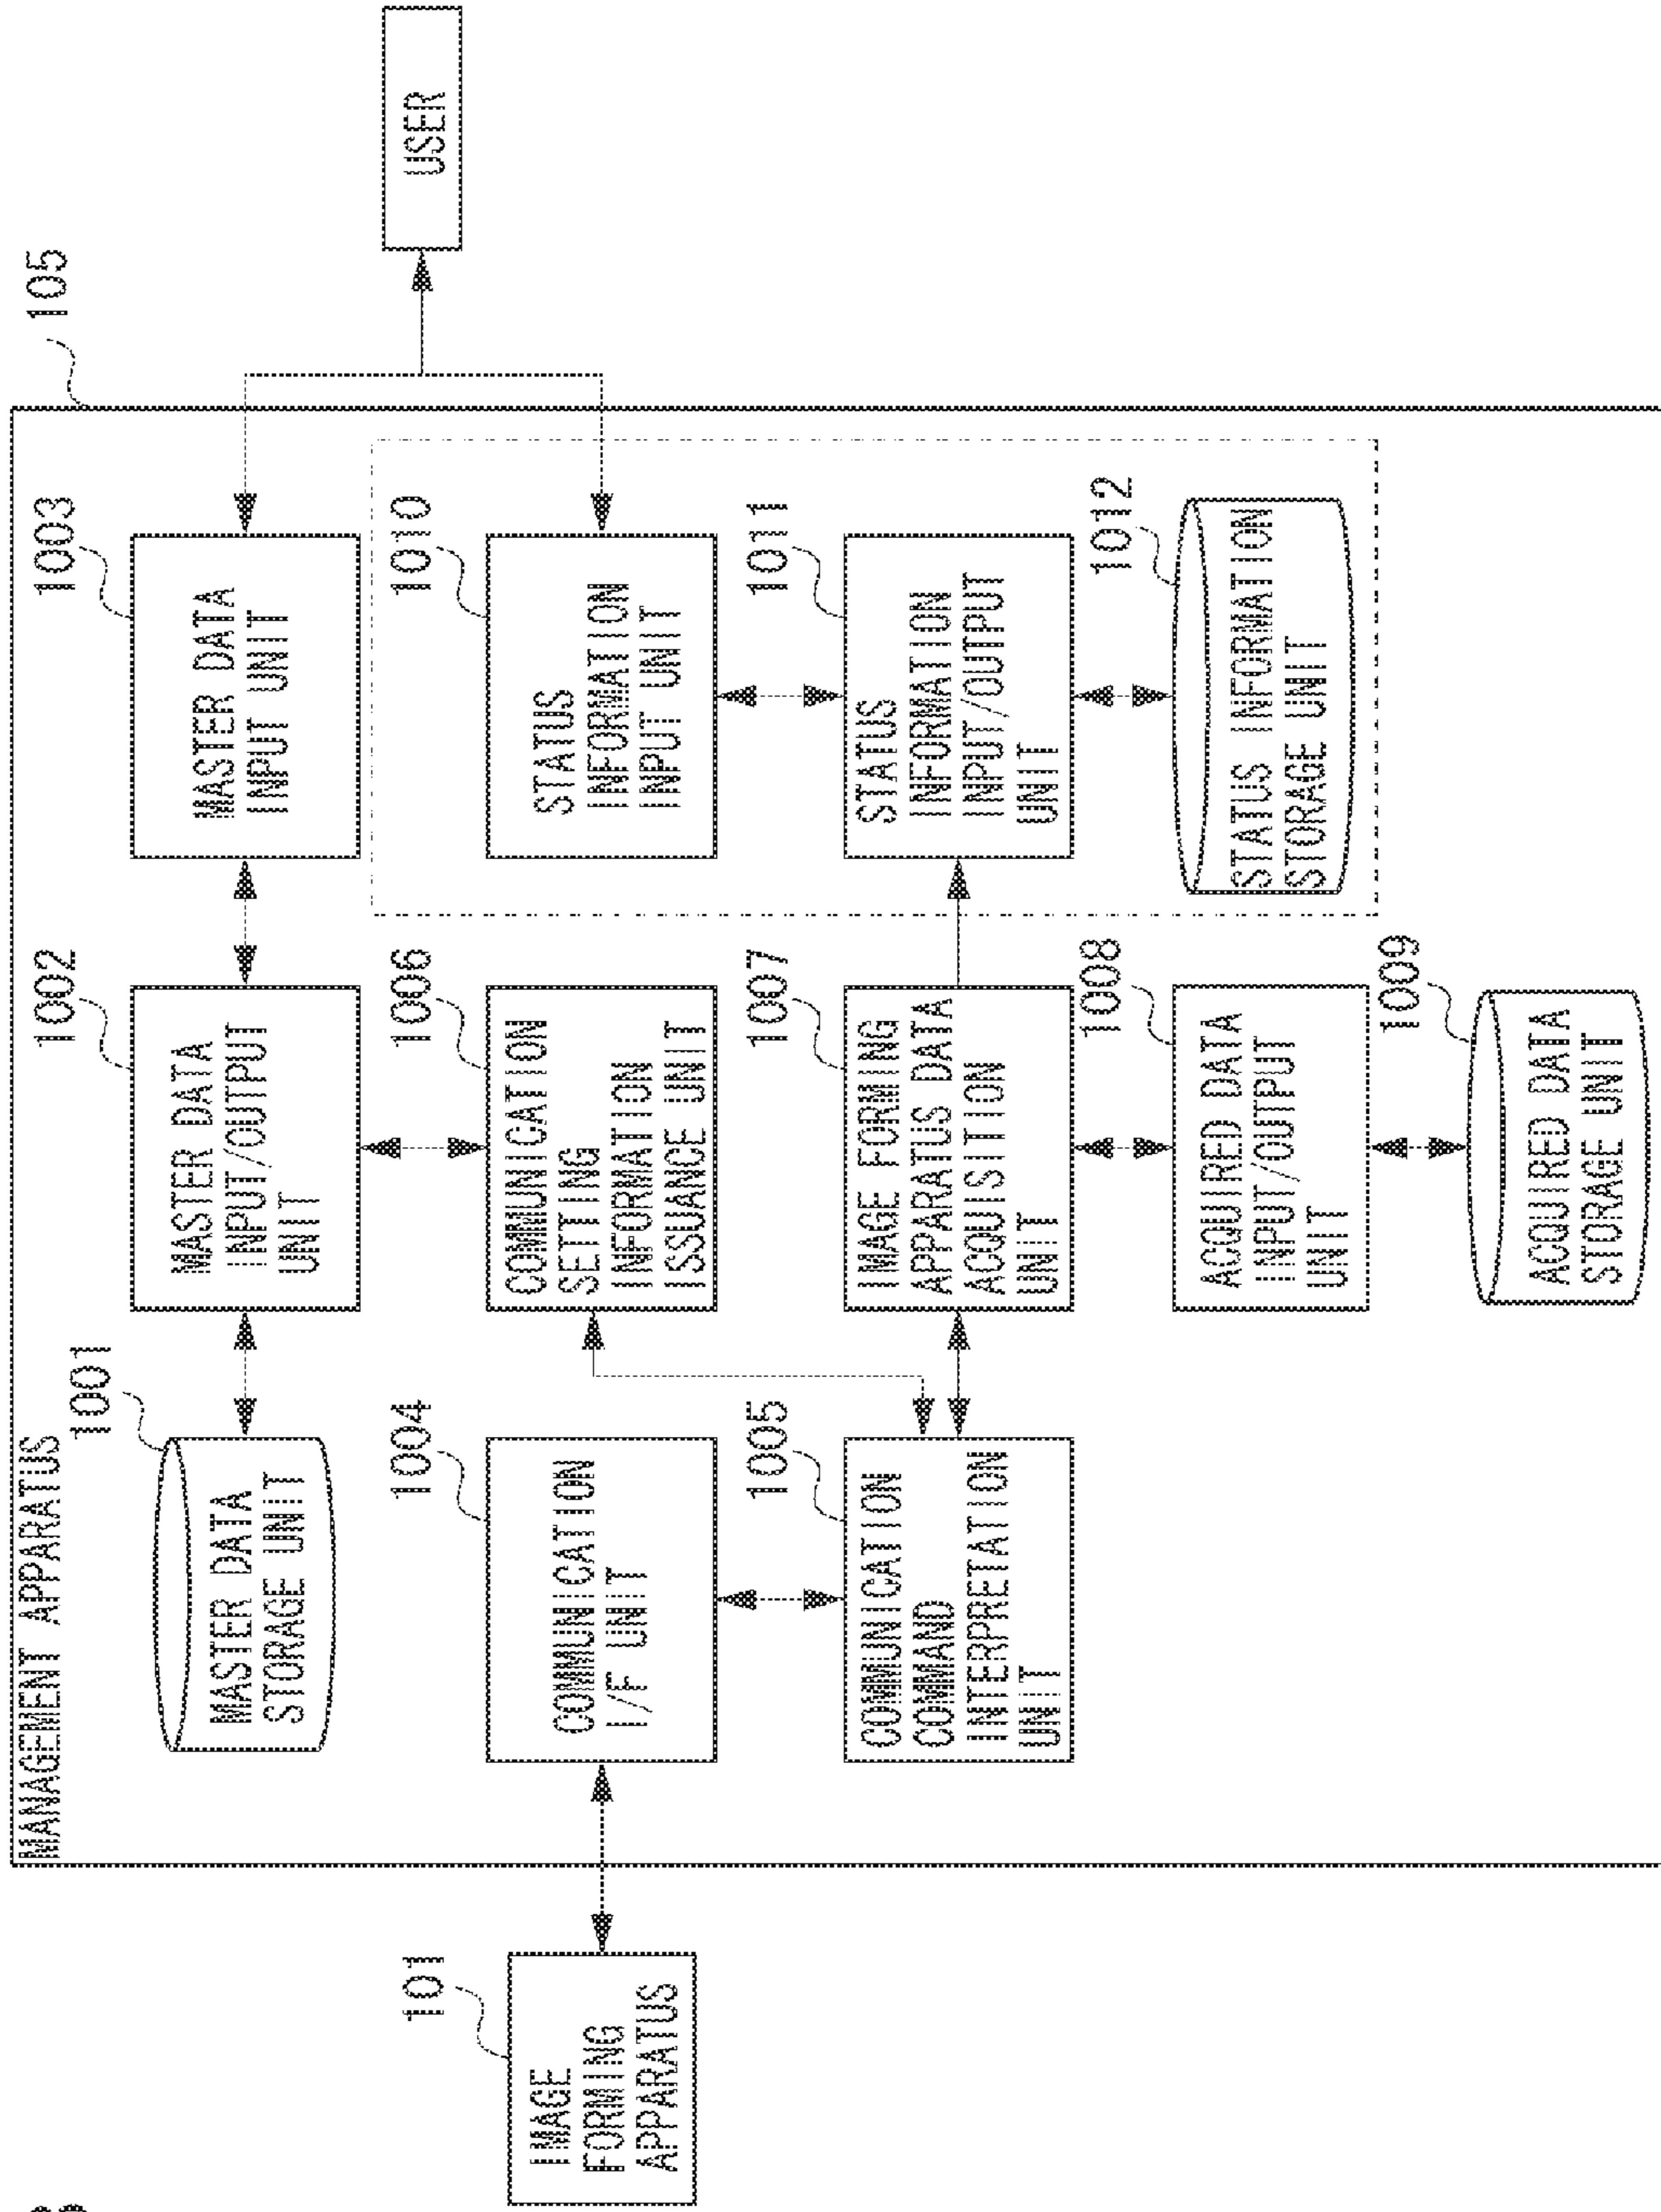 MANAGEMENT APPARATUS
105
1001
MASTER DATA
STORAGE UNIT
1002
MASTER DATA
INPUT/OUTPUT
UNIT
1003
MASTER DATA
INPUT UNIT
USER
101
IMAGE
FORMING
APPARATUS
1004
COMMUNICATION
I/F UNIT
1006
COMMUNICATION
SETTING
INFORMATION
ISSUANCE UNIT
1010
STATUS
INFORMATION
INPUT UNIT
1005
COMMUNICATION
COMMAND
INTERPRETATION
UNIT
1007
IMAGE FORMING
APPARATUS DATA
ACQUISITION
UNIT
1011
STATUS
INFORMATION
INPUT/OUTPUT
UNIT
1008
ACQUIRED DATA
INPUT/OUTPUT
UNIT
1012
STATUS INFORMATION
STORAGE UNIT
1009
ACQUIRED DATA
STORAGE UNIT